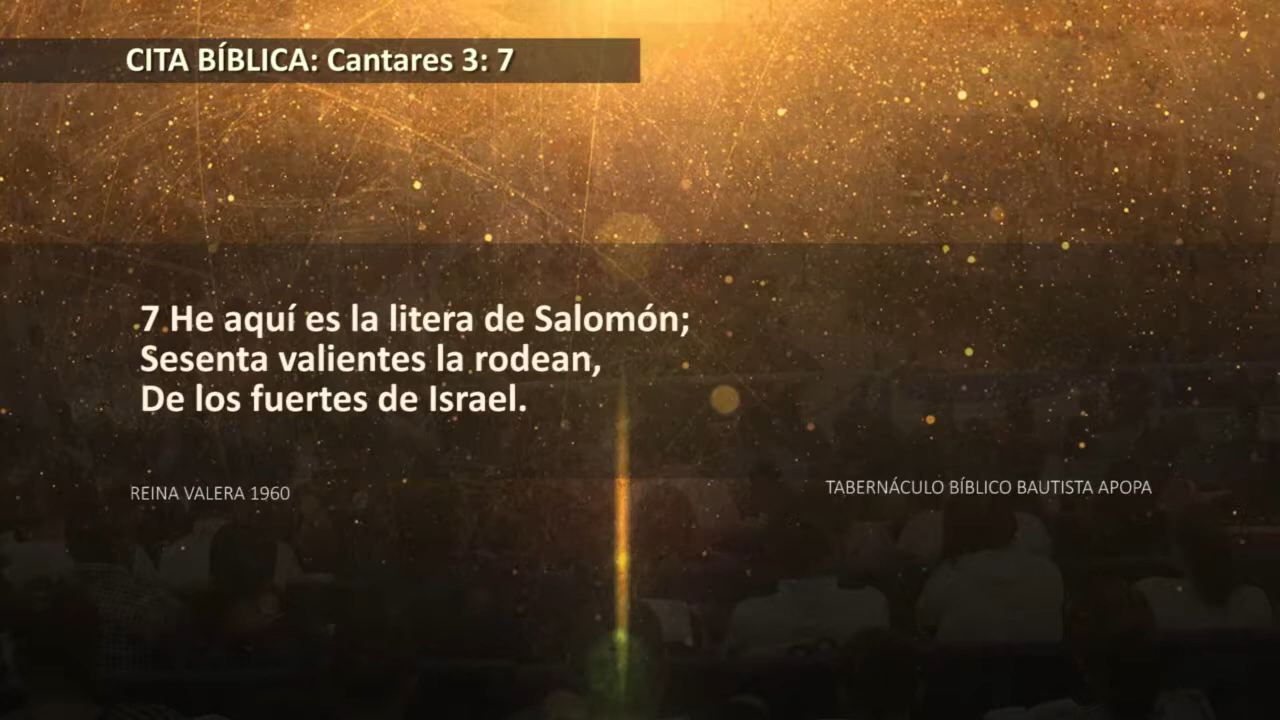 CITA BÍBLICA: Cantares 3: 7
7 He aquí es la litera de Salomón;
Sesenta valientes la rodean,
De los fuertes de Israel.
REINA VALERA 1960
TABERNÁCULO BÍBLICO BAUTISTA APOPA